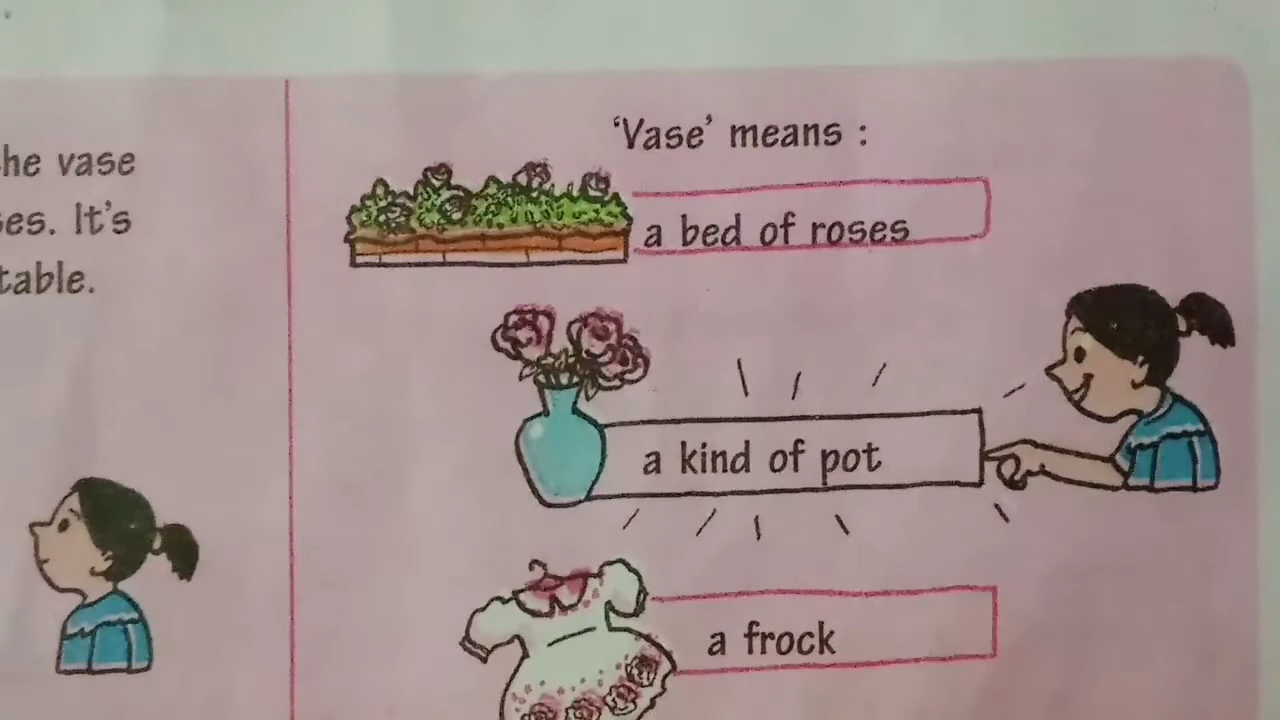 he vase
es. It's
table.
'Vase' means :
a bed of roses
a kind of pot
a frock